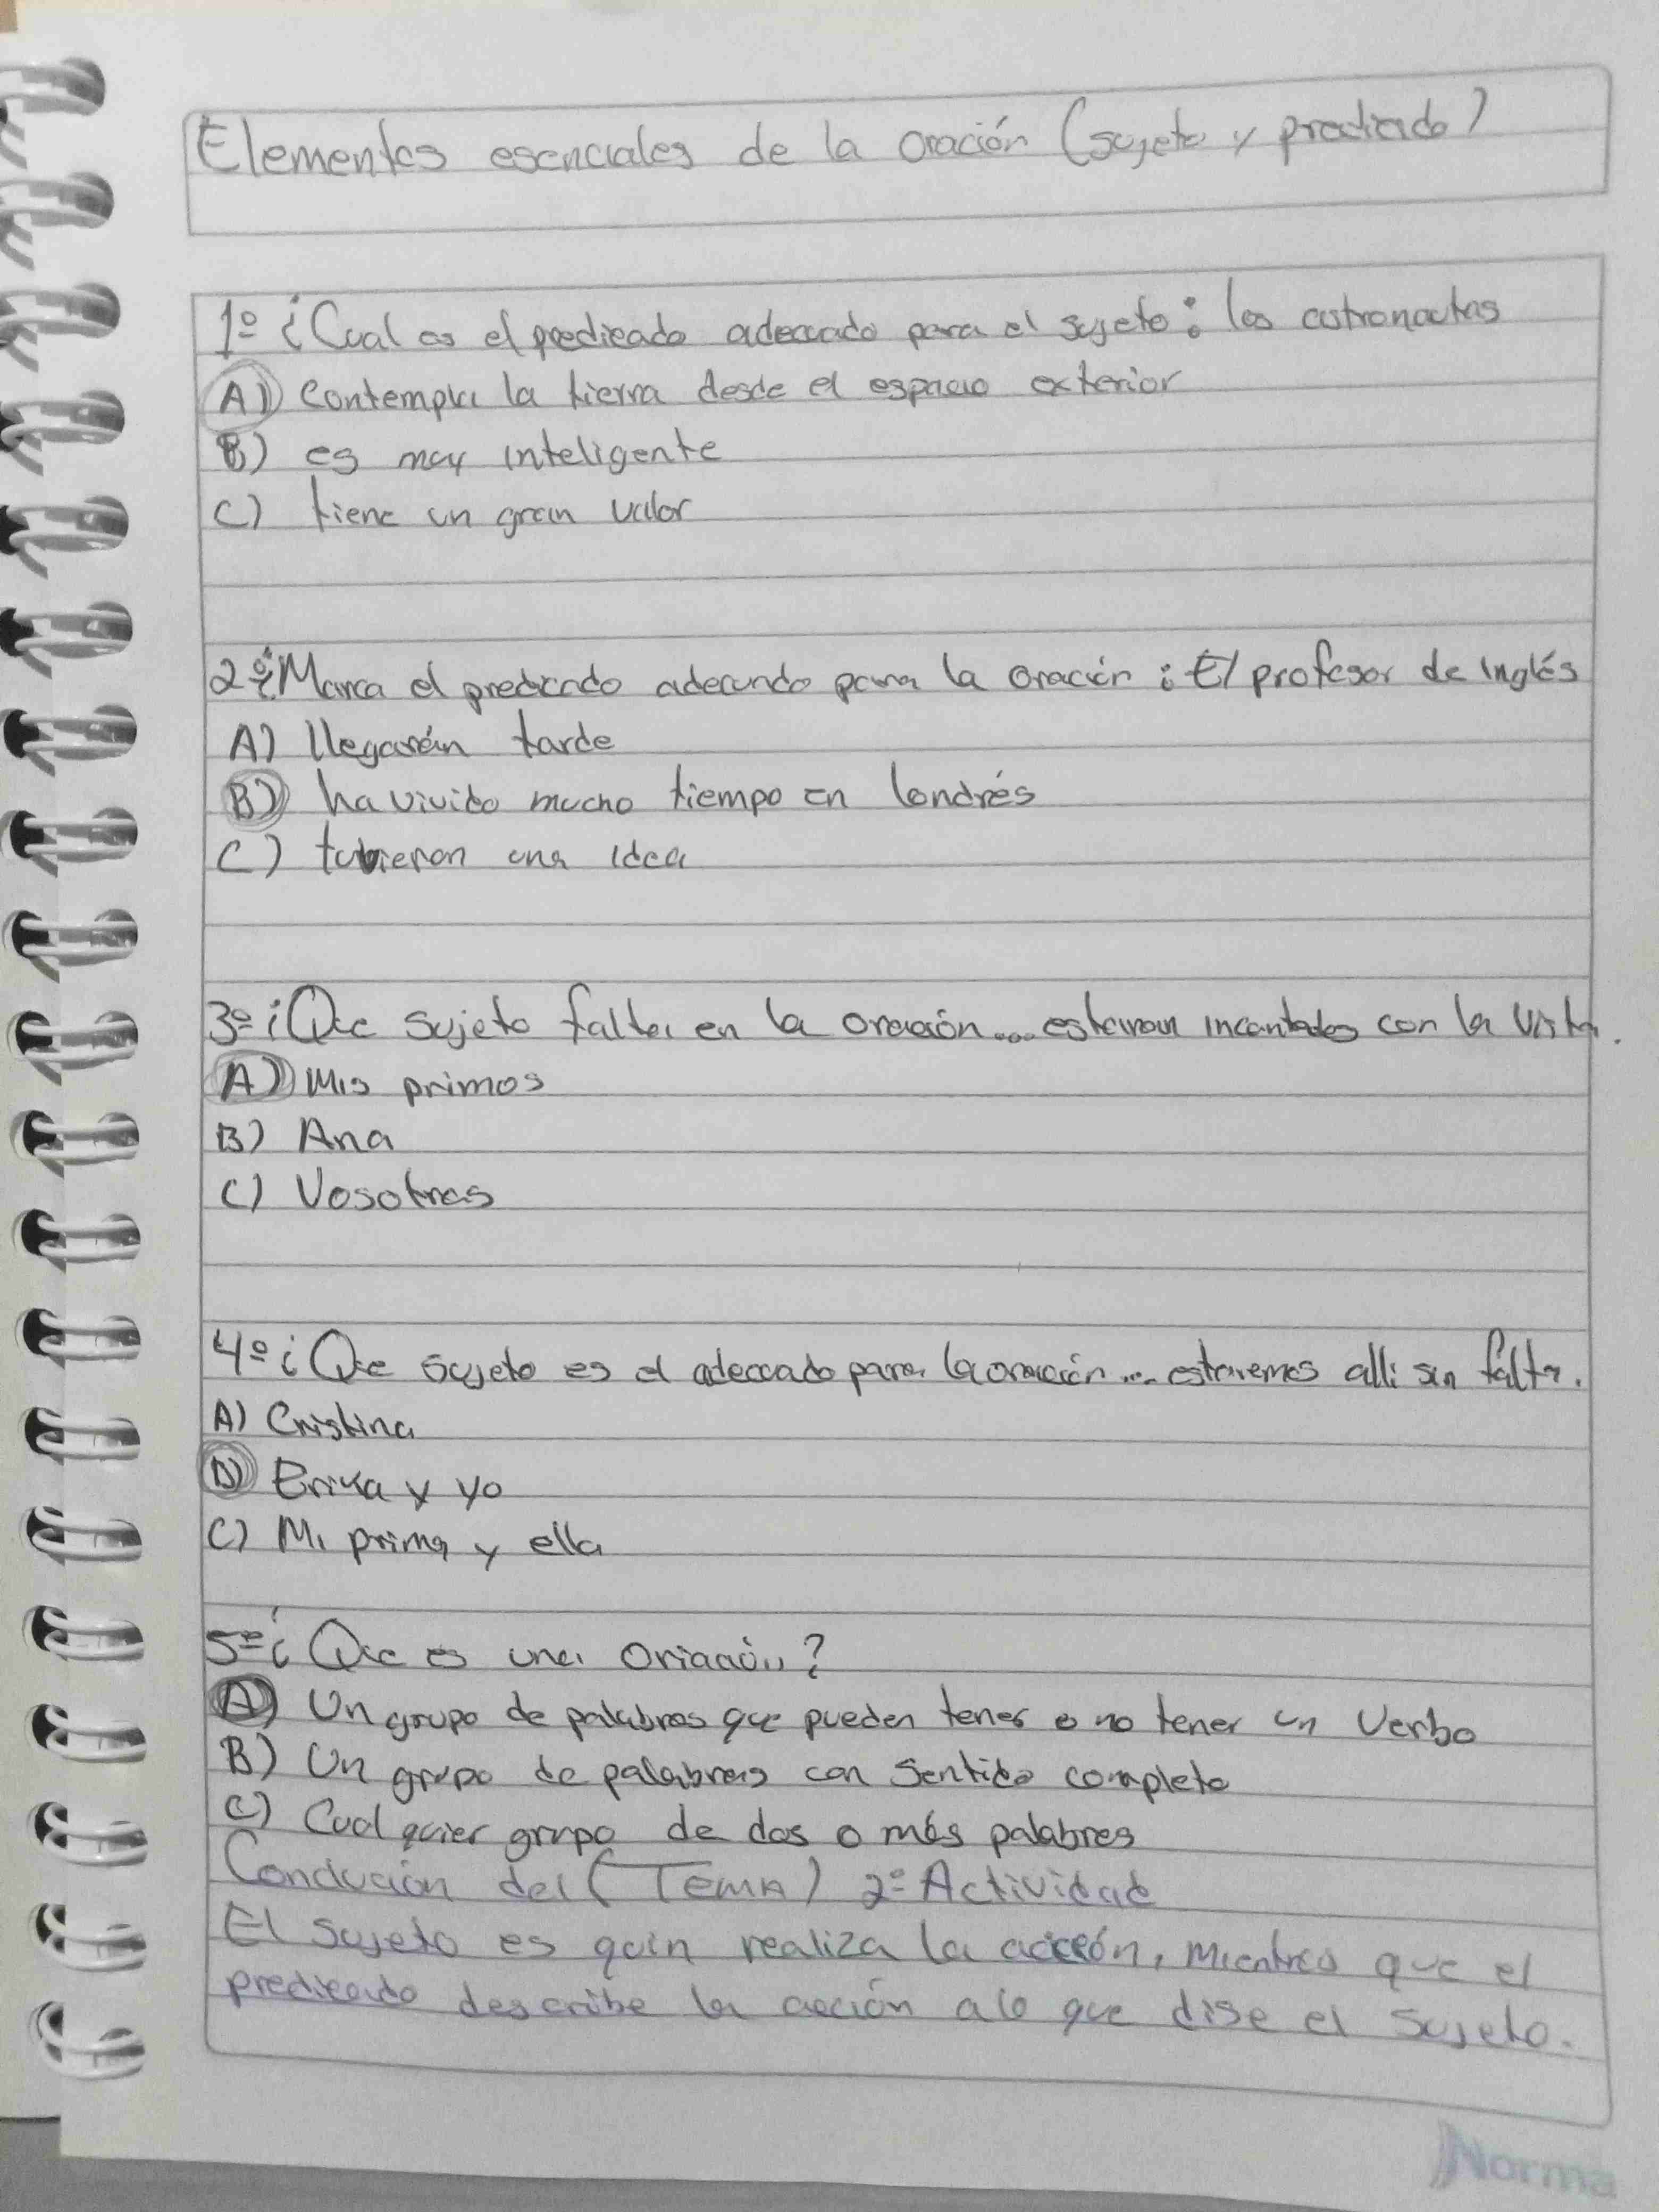 Elementos esenciales de la oración (sujeto y predicado)
1º ¿Cual es el predicado adecuado para el sujeto: los astronautas
A) Contempla la tierra desde el espacio exterior
B) es muy inteligente
C) tiene un gran valor
2º ¿Marca el predicado adecuado para la oración: El profesor de Inglés
A) llegarán tarde
B) ha vivido mucho tiempo en londrés
C) tubieron una idea
3º ¿Que sujeto falta en la oración... estaran incantados con la vista.
A) Mis primos
B) Ana
C) Vosotras
4º ¿Que sujeto es el adecuado para la oración ... estaremos alli sin falta.
A) Cristina
B) Erika y yo
C) Mi prima y ella
5º ¿Que es una Oriación?
A) Un grupo de palabras que pueden tener o no tener un Verbo
B) Un grupo de palabras con Sentido completo
C) Cual quier grupo de dos o más palabras
Conclución del (TEMA) 2º Actividad
El Sujeto es quin realiza la acceón, Mientras que el
predicado describe la acción alo que dise el Sujeto.
Norma